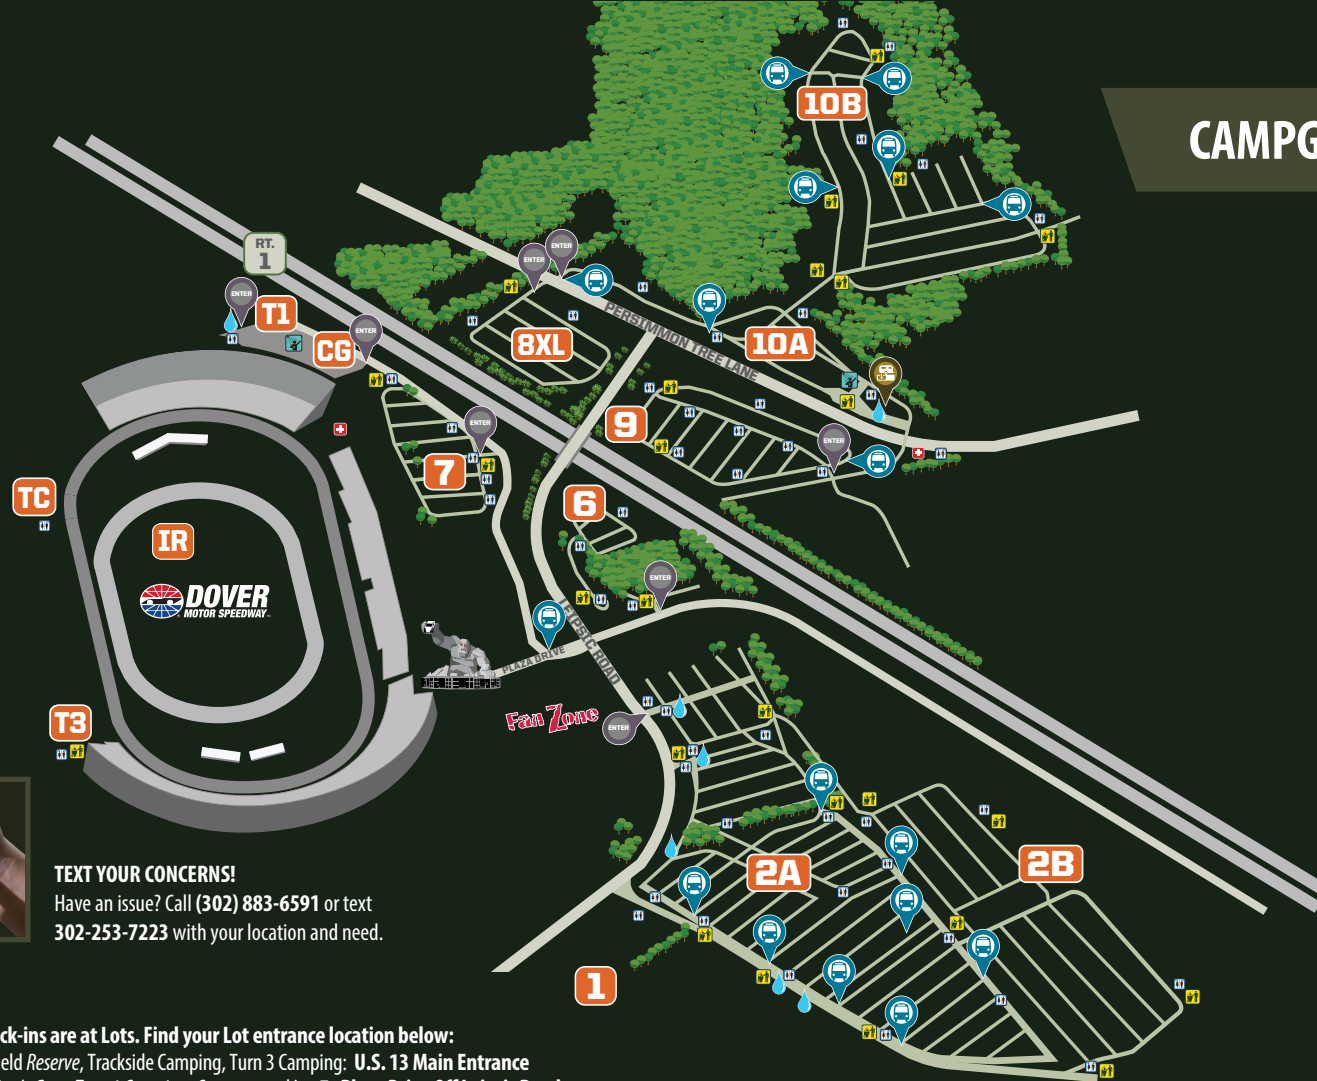 CAMPG
10B
RT.
1
ENTER
ENTER
ENTER
T1
ENTER
CG
8XL
PERSIMMON TREE LANE
10A
ENTER
9
ENTER
7
TC
IR
6
DOVER
MOTOR SPEEDWAY
ENTER
LEIPSIC ROAD
PLAZA DRIVE
Fan Zone
ENTER
T3
2A
2B
1
TEXT YOUR CONCERNS!
Have an issue? Call (302) 883-6591 or text
302-253-7223 with your location and need.
ck-ins are at Lots. Find your Lot entrance location below:
eld Reserve, Trackside Camping, Turn 3 Camping: U.S. 13 Main Entrance